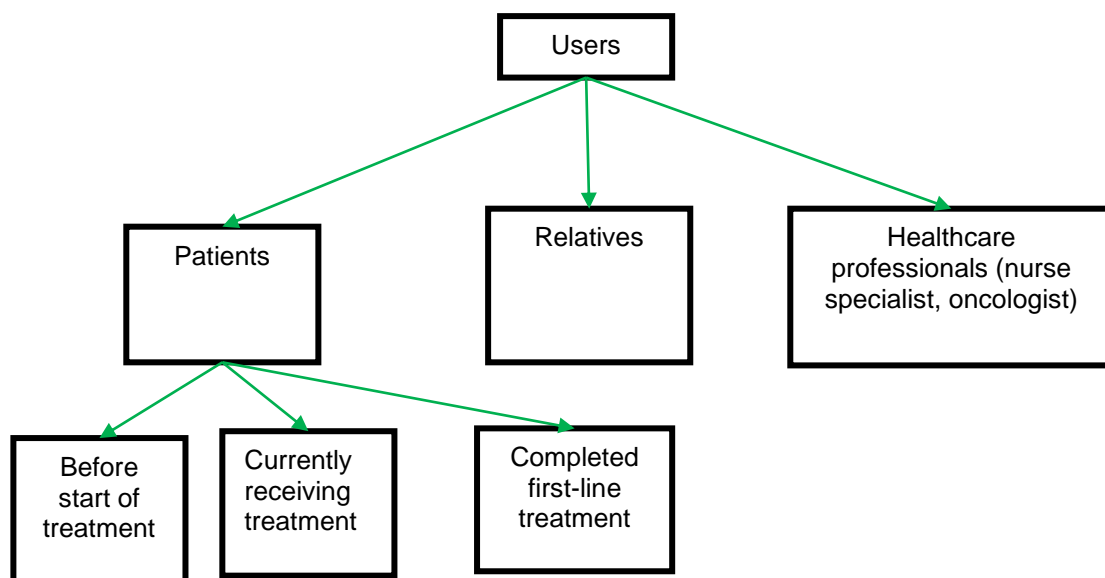 Users
Patients
Relatives
Healthcare
professionals (nurse
specialist, oncologist)
Before
start of
treatment
Currently
receiving
treatment
Completed
first-line
treatment